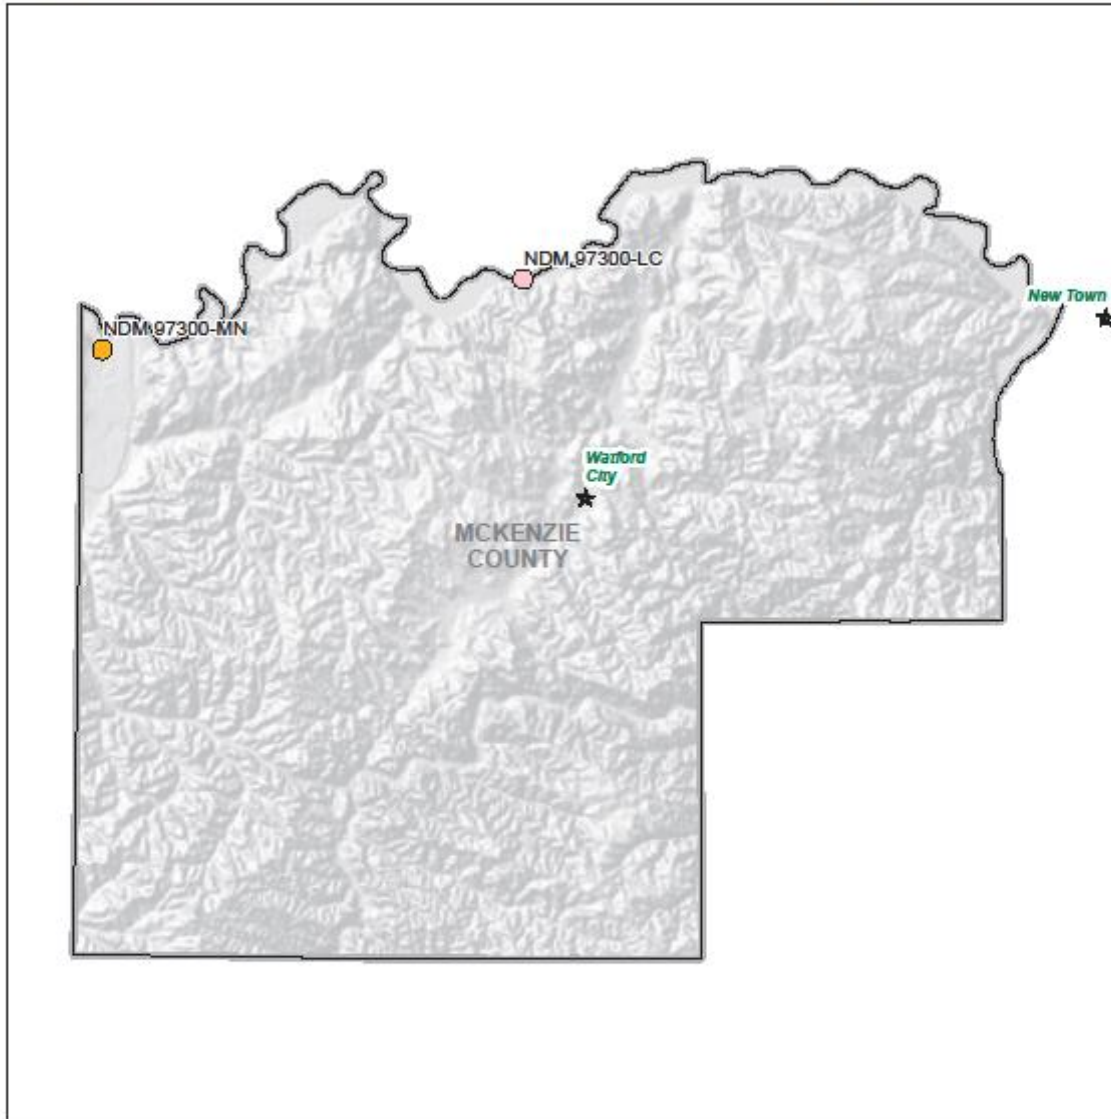 NDM 97300-LC
New Town
NDM 97300-MN
Watford
City
MCKENZIE
COUNTY